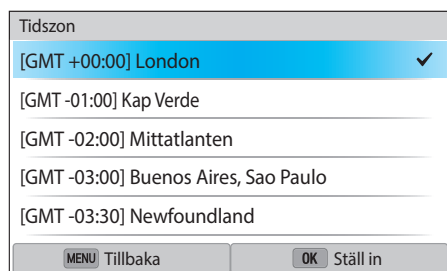 Tidszon
[GMT +00:00] London
[GMT -01:00] Kap Verde
[GMT -02:00] Mittatlanten
[GMT -03:00] Buenos Aires, Sao Paulo
[GMT -03:30] Newfoundland
MENU Tillbaka OK Ställ in